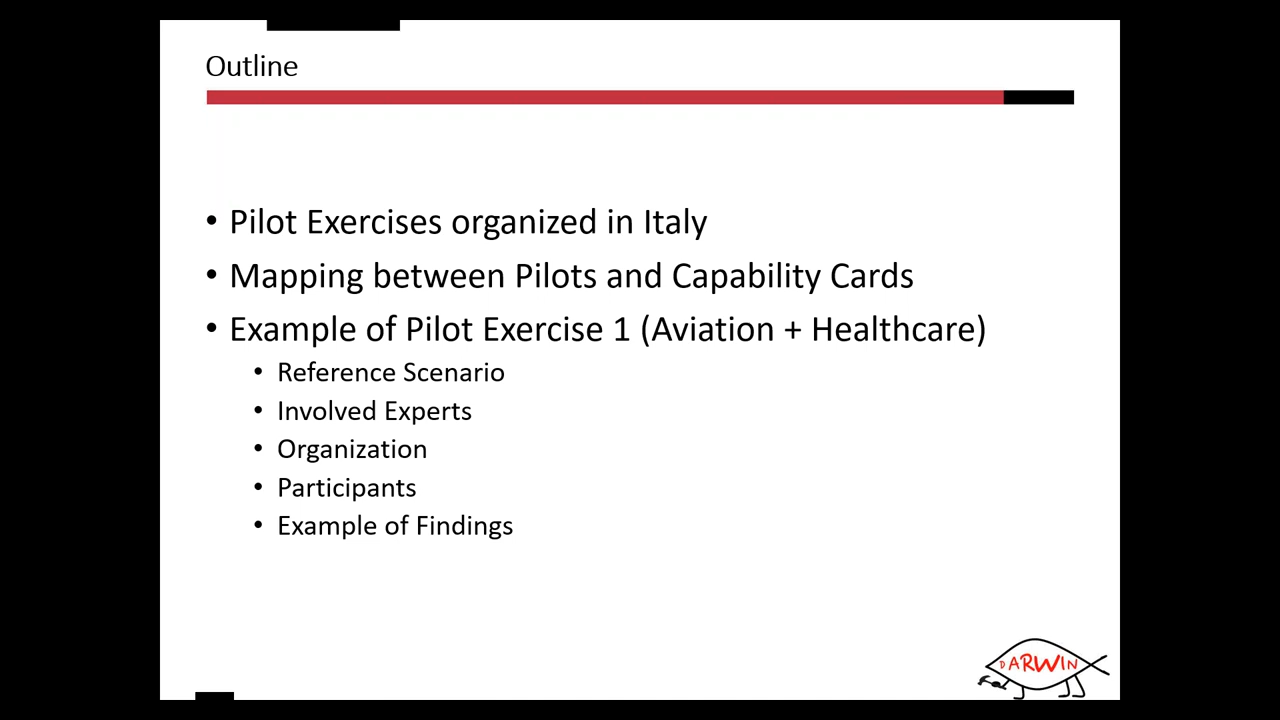 Outline
• Pilot Exercises organized in Italy
• Mapping between Pilots and Capability Cards
• Example of Pilot Exercise 1 (Aviation + Healthcare)
• Reference Scenario
• Involved Experts
• Organization
• Participants
• Example of Findings
DARWIN